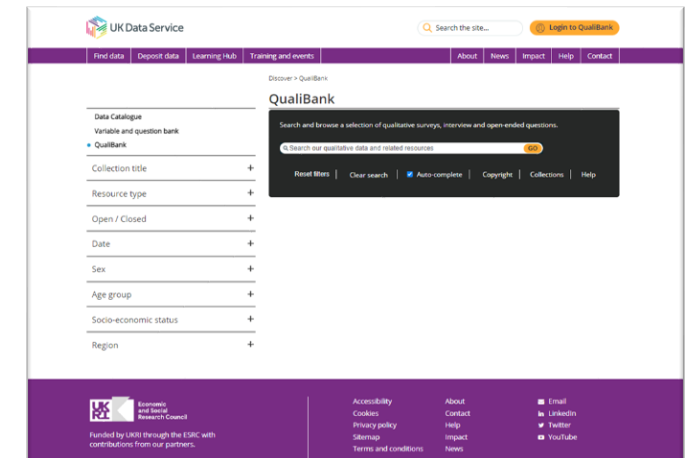 UK Data Service
Search the site...
Login to QualiBank
Find data
Deposit data
Learning Hub
Training and events
About
News
Impact
Help
Contact
Discover > QualiBank
QualiBank
Data Catalogue
Variable and question bank
QualiBank
Collection title +
Resource type +
Open / Closed +
Date +
Sex +
Age group +
Socio-economic status +
Region +
Search and browse a selection of qualitative surveys, interview and open-ended questions.
Search our qualitative data and related resources
GO
Reset filters | Clear search | Auto-complete | Copyright | Collections | Help
UK
RI
Economic
and Social
Research Council
Funded by UKRI through the ESRC with
contributions from our partners.
Accessibility
Cookies
Privacy policy
Sitemap
Terms and conditions
About
Contact
Help
Impact
News
Email
LinkedIn
Twitter
YouTube